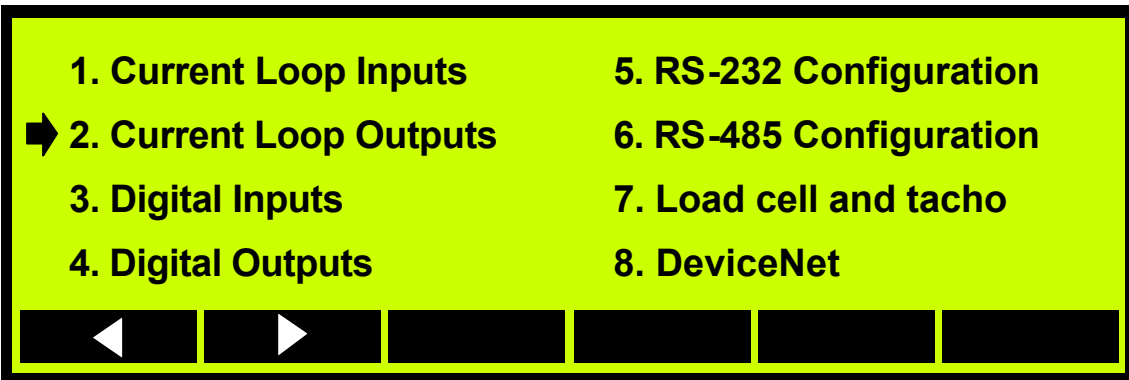 1. Current Loop Inputs
2. Current Loop Outputs
3. Digital Inputs
4. Digital Outputs
5. RS-232 Configuration
6. RS-485 Configuration
7. Load cell and tacho
8. DeviceNet